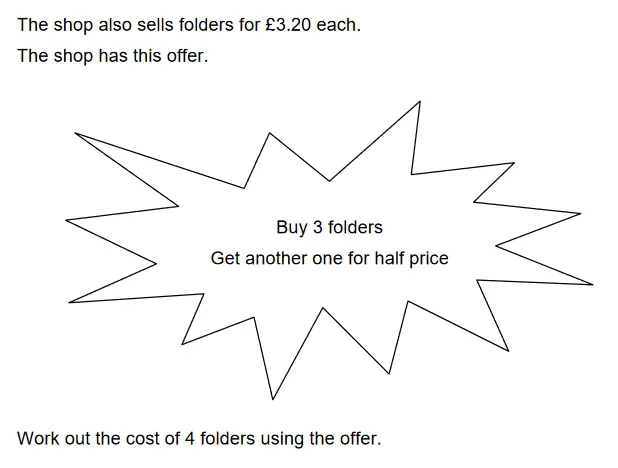 The shop also sells folders for £3.20 each.
The shop has this offer.
Buy 3 folders
Get another one for half price
Work out the cost of 4 folders using the offer.